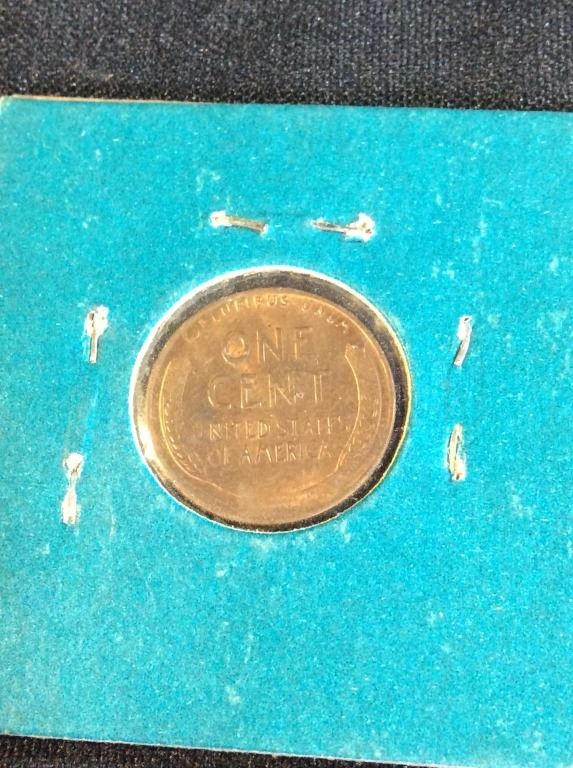 PLURIBUS UNUM
ONE
CENT
UNITED STATES
OF AMERICA